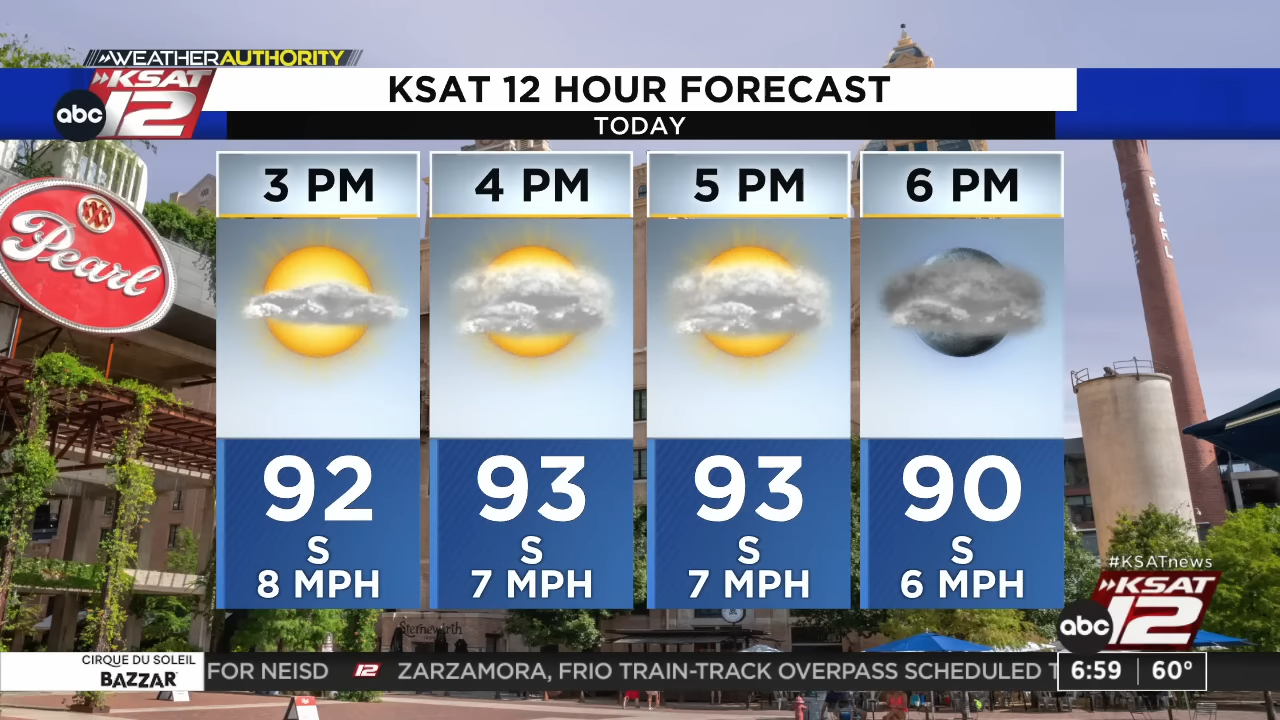 WEATHERAUTHORITY
KSAT
12
abc
KSAT 12 HOUR FORECAST
TODAY
3 PM
4 PM
5 PM
6 PM
Pearl
PEARL
92
93
93
90
S
S
S
S
8 MPH
7 MPH
7 MPH
6 MPH
#KSATnews
KSAT
12
abc
Sternewirth
CIRQUE DU SOLEIL
BAZZAR
FOR NEISD 12 ZARZAMORA, FRIO TRAIN-TRACK OVERPASS SCHEDULED T
6:59 60°